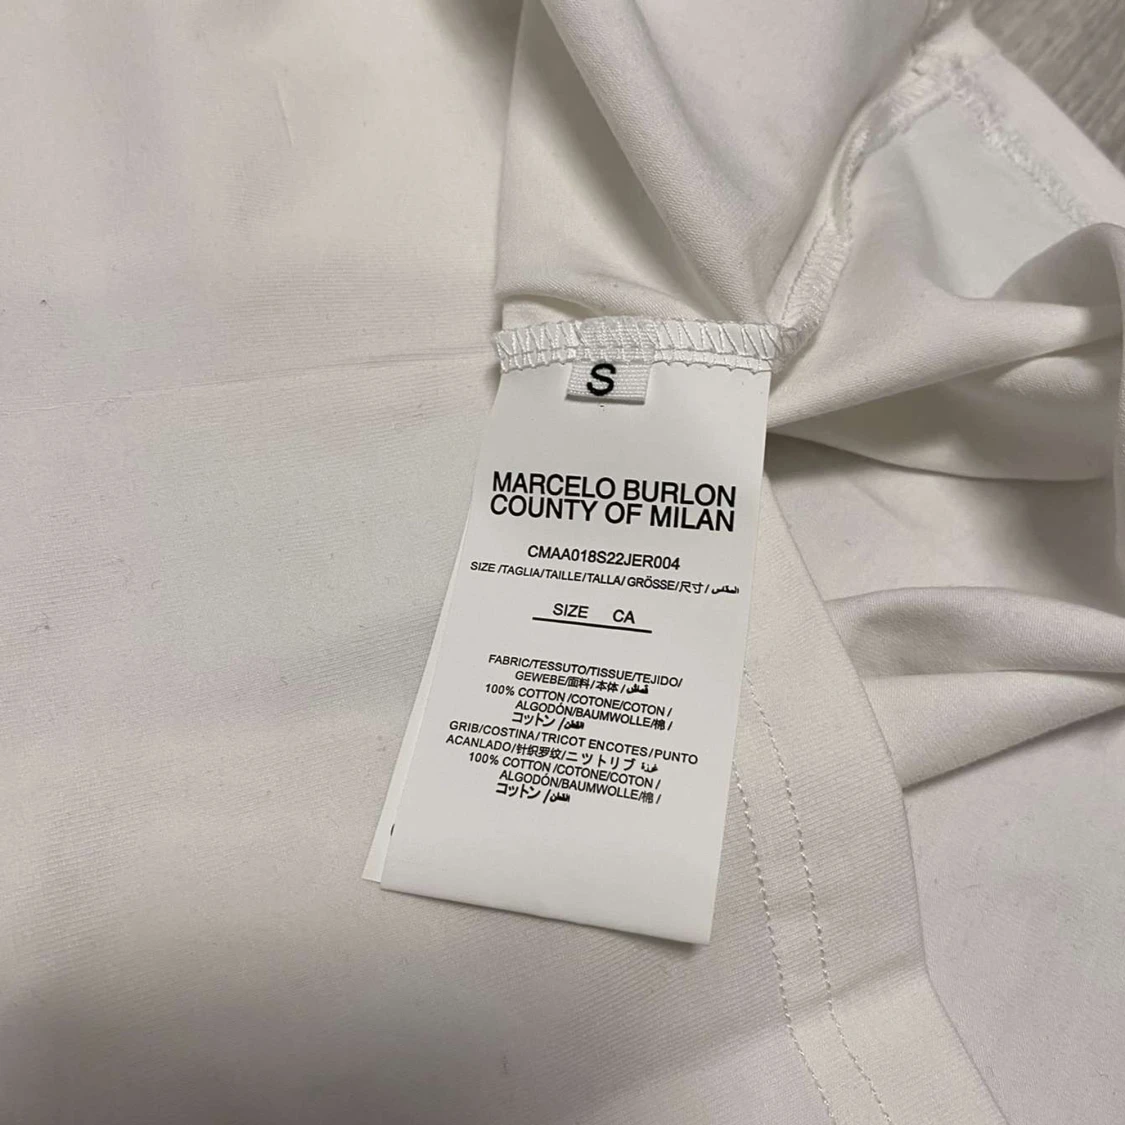 S
MARCELO BURLON
COUNTY OF MILAN
CMAA018S22JER004
SIZE /TAGLIA/TAILLE/TALLA/ GRÖSSE/尺寸/ المقاس
SIZE CA
FABRIC/TESSUTO/TISSUE/TEJIDO/
GEWEBE/面料/本体 /قماش
100% COTTON /COTONE/COTON /
ALGODÓN/BAUMWOLLE/棉 /
コットン /القطن
GRIB/COSTINA/TRICOT EN COTES/PUNTO
ACANLADO/针织罗纹/ニットリブ
100% COTTON /COTONE/COTON /
ALGODÓN/BAUMWOLLE/棉 /
コットン /القطن